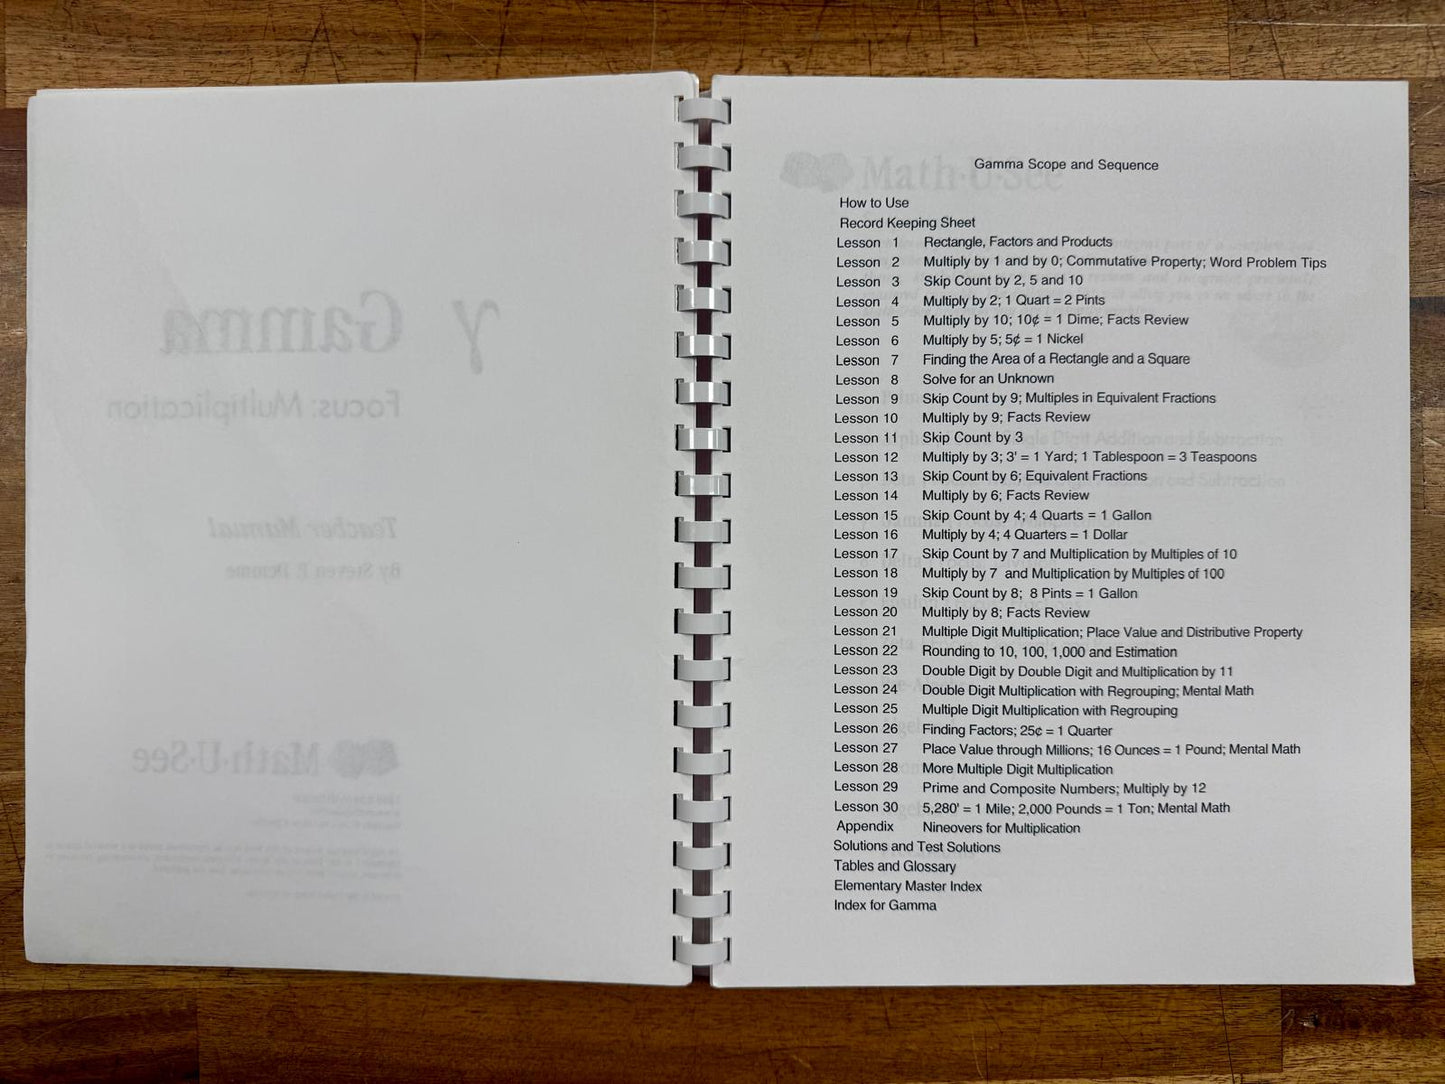 γ Gamma
Focus: Multiplication
Teacher Manual
By Steven P. Demme
Math·U·See
Math·U·See
Gamma Scope and Sequence
How to Use
Record Keeping Sheet
Lesson 1 Rectangle, Factors and Products
Lesson 2 Multiply by 1 and by 0; Commutative Property; Word Problem Tips
Lesson 3 Skip Count by 2, 5 and 10
Lesson 4 Multiply by 2; 1 Quart = 2 Pints
Lesson 5 Multiply by 10; 10¢ = 1 Dime; Facts Review
Lesson 6 Multiply by 5; 5¢ = 1 Nickel
Lesson 7 Finding the Area of a Rectangle and a Square
Lesson 8 Solve for an Unknown
Lesson 9 Skip Count by 9; Multiples in Equivalent Fractions
Lesson 10 Multiply by 9; Facts Review
Lesson 11 Skip Count by 3
Lesson 12 Multiply by 3; 3' = 1 Yard; 1 Tablespoon = 3 Teaspoons
Lesson 13 Skip Count by 6; Equivalent Fractions
Lesson 14 Multiply by 6; Facts Review
Lesson 15 Skip Count by 4; 4 Quarts = 1 Gallon
Lesson 16 Multiply by 4; 4 Quarters = 1 Dollar
Lesson 17 Skip Count by 7 and Multiplication by Multiples of 10
Lesson 18 Multiply by 7 and Multiplication by Multiples of 100
Lesson 19 Skip Count by 8; 8 Pints = 1 Gallon
Lesson 20 Multiply by 8; Facts Review
Lesson 21 Multiple Digit Multiplication; Place Value and Distributive Property
Lesson 22 Rounding to 10, 100, 1,000 and Estimation
Lesson 23 Double Digit by Double Digit and Multiplication by 11
Lesson 24 Double Digit Multiplication with Regrouping; Mental Math
Lesson 25 Multiple Digit Multiplication with Regrouping
Lesson 26 Finding Factors; 25¢ = 1 Quarter
Lesson 27 Place Value through Millions; 16 Ounces = 1 Pound; Mental Math
Lesson 28 More Multiple Digit Multiplication
Lesson 29 Prime and Composite Numbers; Multiply by 12
Lesson 30 5,280' = 1 Mile; 2,000 Pounds = 1 Ton; Mental Math
Appendix Nineovers for Multiplication
Solutions and Test Solutions
Tables and Glossary
Elementary Master Index
Index for Gamma